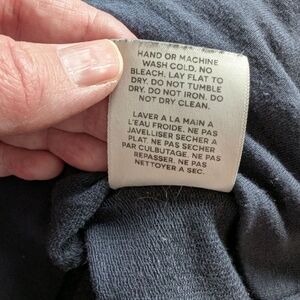 HAND OR MACHINE
WASH COLD. NO
BLEACH. LAY FLAT TO
DRY. DO NOT TUMBLE
DRY. DO NOT IRON. DO
NOT DRY CLEAN.
LAVER A LA MAIN A
L'EAU FROIDE. NE PAS
JAVELLISER SECHER A
PLAT. NE PAS SECHER
PAR CULBUTAGE. NE PAS
REPASSER. NE PAS
NETTOYER A SEC.